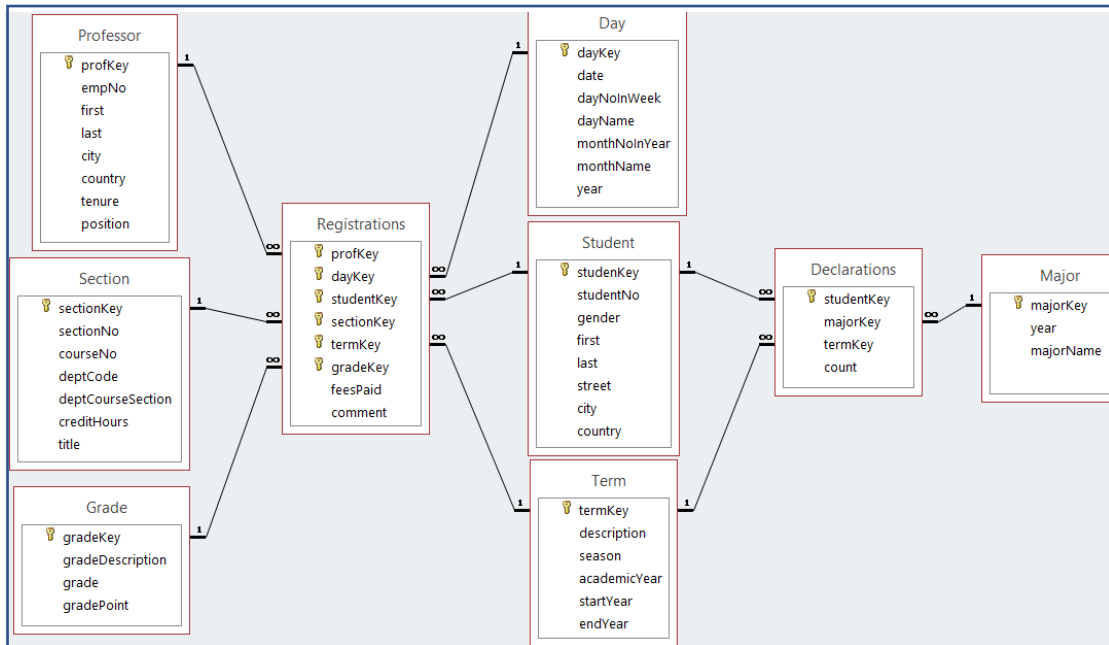 Professor
profKey
empNo
first
last
city
country
tenure
position
Section
sectionKey
sectionNo
courseNo
deptCode
deptCourseSection
creditHours
title
Grade
gradeKey
gradeDescription
grade
gradePoint
Registrations
profKey
dayKey
studentKey
sectionKey
termKey
gradeKey
feesPaid
comment
Day
dayKey
date
dayNoInWeek
dayName
monthNoInYear
monthName
year
Student
studenKey
studentNo
gender
first
last
street
city
country
Term
termKey
description
season
academicYear
startYear
endYear
Declarations
studentKey
majorKey
termKey
count
Major
majorKey
year
majorName
1
∞
1
∞
1
∞
1
∞
1
∞
1
∞
1
∞
1
∞
1
∞